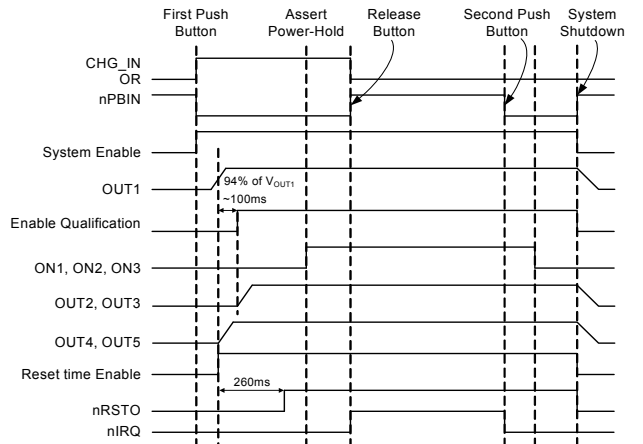 First Push
Button
Assert
Power-Hold
Release
Button
Second Push
Button
System
Shutdown
CHG_IN
OR
nPBIN
System Enable
OUT1
94% of VOUT1
~100ms
Enable Qualification
ON1, ON2, ON3
OUT2, OUT3
OUT4, OUT5
Reset time Enable
260ms
nRSTO
nIRQ